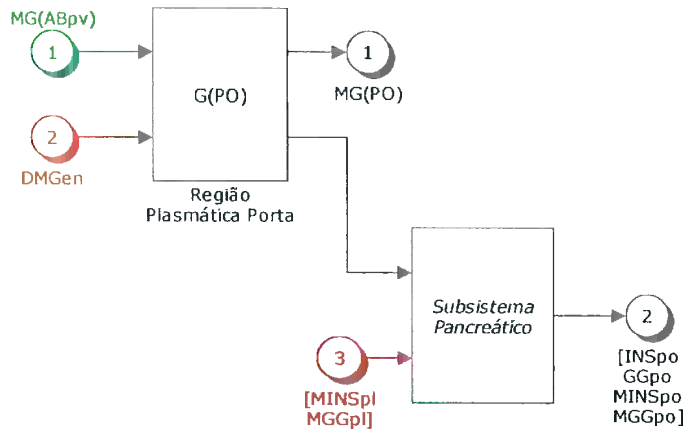 MG(ABpv)
1
G(PO)
1
MG(PO)
2
DMGen
Região
Plasmática Porta
Subsistema
Pancreático
2
[INSpo
GGpo
MINSpo
MGGpo]
3
[MINSpl
MGGpl]